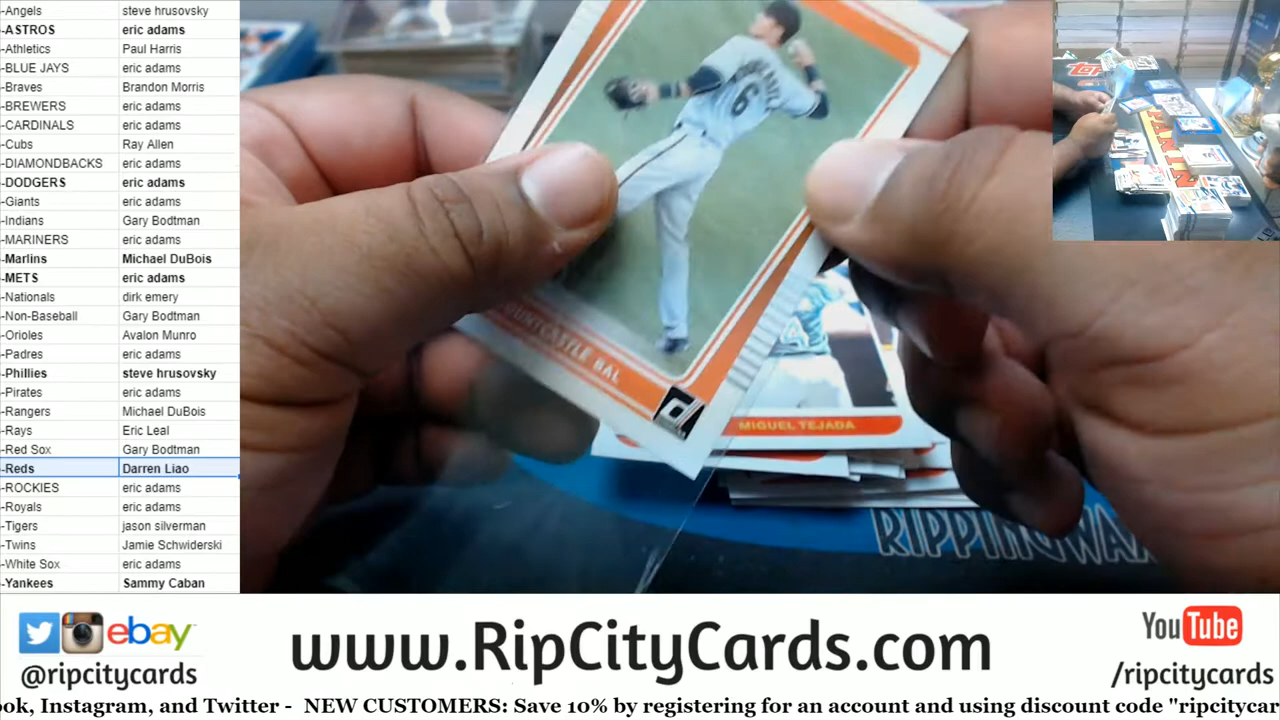 -Angels steve hrusovsky
-ASTROS eric adams
-Athletics Paul Harris
-BLUE JAYS eric adams
-Braves Brandon Morris
-BREWERS eric adams
-CARDINALS eric adams
-Cubs Ray Allen
-DIAMONDBACKS eric adams
-DODGERS eric adams
-Giants eric adams
-Indians Gary Bodtman
-MARINERS eric adams
-Marlins Michael DuBois
-METS eric adams
-Nationals dirk emery
-Non-Baseball Gary Bodtman
-Orioles Avalon Munro
-Padres eric adams
-Phillies steve hrusovsky
-Pirates eric adams
-Rangers Michael DuBois
-Rays Eric Leal
-Red Sox Gary Bodtman
-Reds Darren Liao
-ROCKIES eric adams
-Royals eric adams
-Tigers jason silverman
-Twins Jamie Schwiderski
-White Sox eric adams
-Yankees Sammy Caban
6
BAL
MIGUEL TEJADA
RIPPINGWAX
PANINI
ebay
@ripcitycards
www.RipCityCards.com
YouTube
/ripcitycards
ook, Instagram, and Twitter - NEW CUSTOMERS: Save 10% by registering for an account and using discount code "ripcitycar